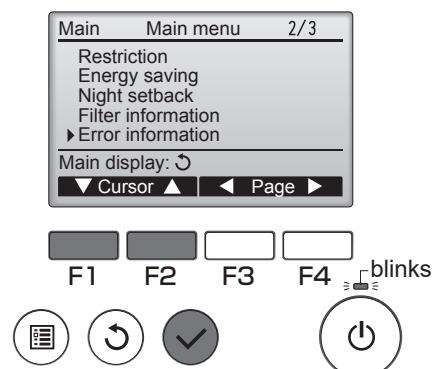 Main Main menu 2/3
Restriction
Energy saving
Night setback
Filter information
▶Error information
Main display: ↺
▼ Cursor ▲ ◀ Page ▶
F1 F2 F3 F4
blinks